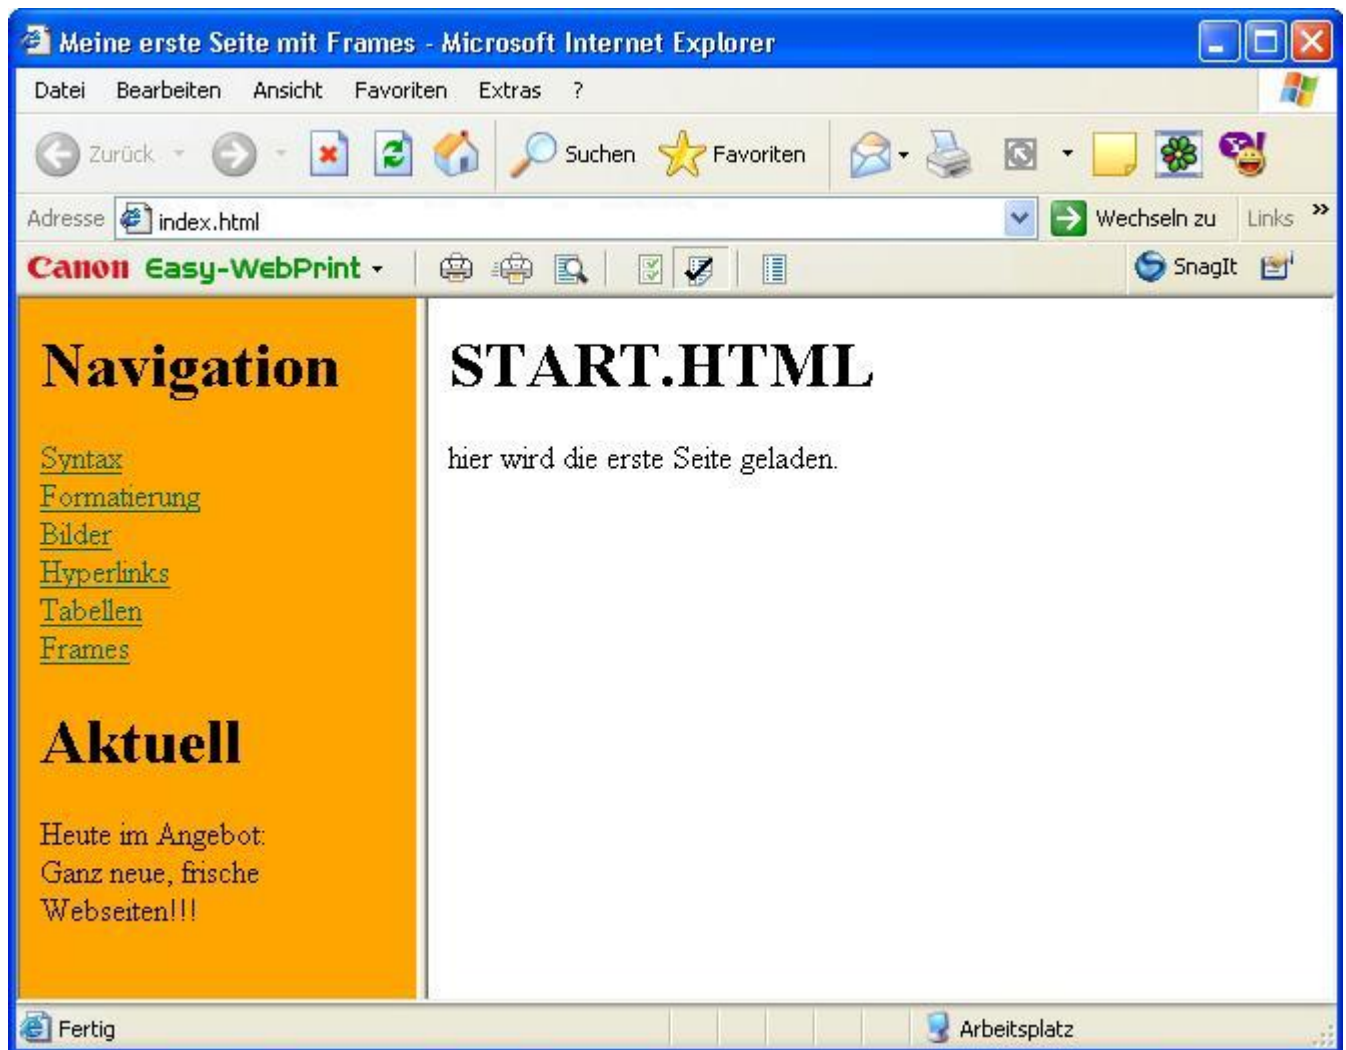 Meine erste Seite mit Frames - Microsoft Internet Explorer
Datei Bearbeiten Ansicht Favoriten Extras ?
Zurück Suchen Favoriten
Adresse index.html Wechseln zu Links »
Canon Easy-WebPrint SnagIt
Navigation
Syntax
Formatierung
Bilder
Hyperlinks
Tabellen
Frames
Aktuell
Heute im Angebot:
Ganz neue, frische
Webseiten!!!
START.HTML
hier wird die erste Seite geladen.
Fertig Arbeitsplatz